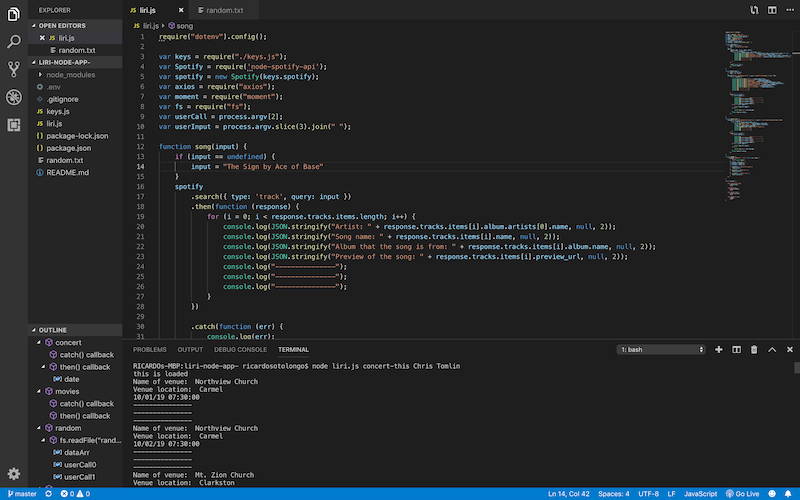 EXPLORER
OPEN EDITORS
liri.js
random.txt
LIRI-NODE-APP-
node_modules
.env
.gitignore
keys.js
liri.js
package-lock.json
package.json
random.txt
README.md
OUTLINE
concert
catch() callback
then() callback
date
movies
catch() callback
then() callback
random
fs.readFile("ran...
dataArr
userCall0
userCall1
liri.js
random.txt
liri.js > song
1 require("dotenv").config();
2
3 var keys = require("./keys.js");
4 var Spotify = require('node-spotify-api');
5 var spotify = new Spotify(keys.spotify);
6 var axios = require("axios");
7 var moment = require("moment");
8 var fs = require("fs");
9 var userCall = process.argv[2];
10 var userInput = process.argv.slice(3).join(" ");
11
12 function song(input) {
13 if (input == undefined) {
14 input = "The Sign by Ace of Base"
15 }
16 spotify
17 .search({ type: 'track', query: input })
18 .then(function (response) {
19 for (i = 0; i < response.tracks.items.length; i++) {
20 console.log(JSON.stringify("Artist: " + response.tracks.items[i].album.artists[0].name, null, 2));
21 console.log(JSON.stringify("Song name: " + response.tracks.items[i].name, null, 2));
22 console.log(JSON.stringify("Album that the song is from: " + response.tracks.items[i].album.name, null, 2));
23 console.log(JSON.stringify("Preview of the song: " + response.tracks.items[i].preview_url, null, 2));
24 console.log("---------------");
25 console.log("---------------");
26 console.log("---------------");
27 }
28 })
29
30 .catch(function (err) {
31 console.log(err);
PROBLEMS OUTPUT DEBUG CONSOLE TERMINAL
1: bash
RICARDOs-MBP:liri-node-app- ricardosotolongo$ node liri.js concert-this Chris Tomlin
this is loaded
Name of venue: Northview Church
Venue location: Carmel
10/01/19 07:30:00
---------------
---------------
---------------
Name of venue: Northview Church
Venue location: Carmel
10/02/19 07:30:00
---------------
---------------
---------------
Name of venue: Mt. Zion Church
Venue location: Clarkston
master 0 0 Ln 14, Col 42 Spaces: 4 UTF-8 LF JavaScript Go Live